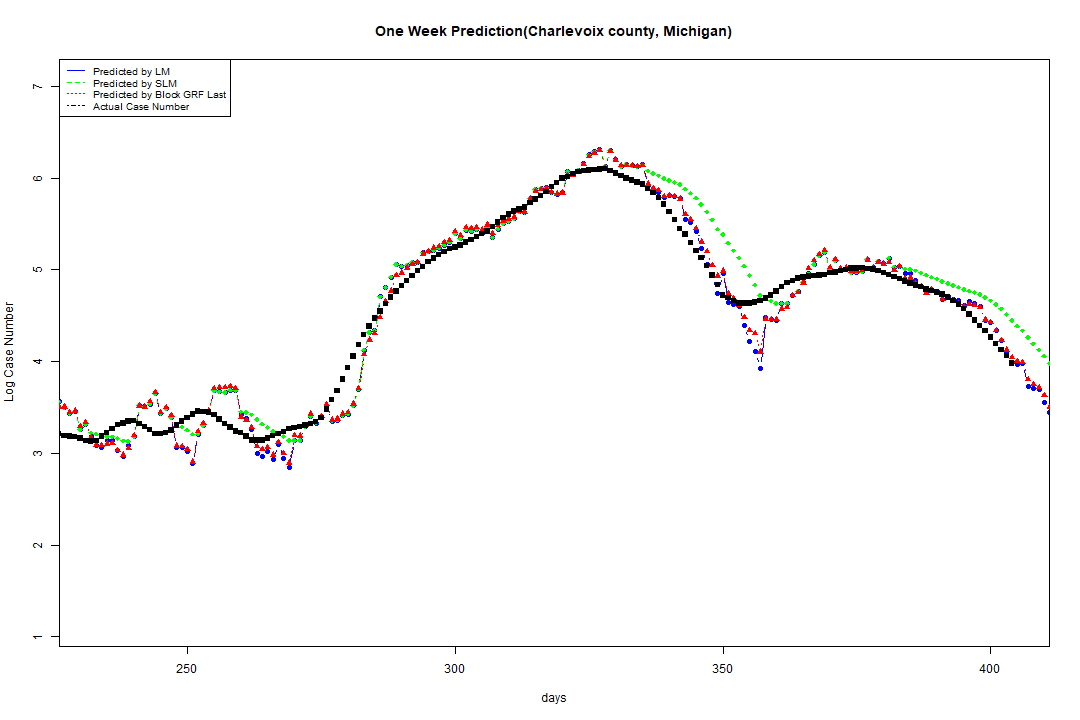 One Week Prediction(Charlevoix county, Michigan)
Predicted by LM
Predicted by SLM
Predicted by Block GRF Last
Actual Case Number
7
6
5
4
3
2
1
Log Case Number
250
300
350
400
days